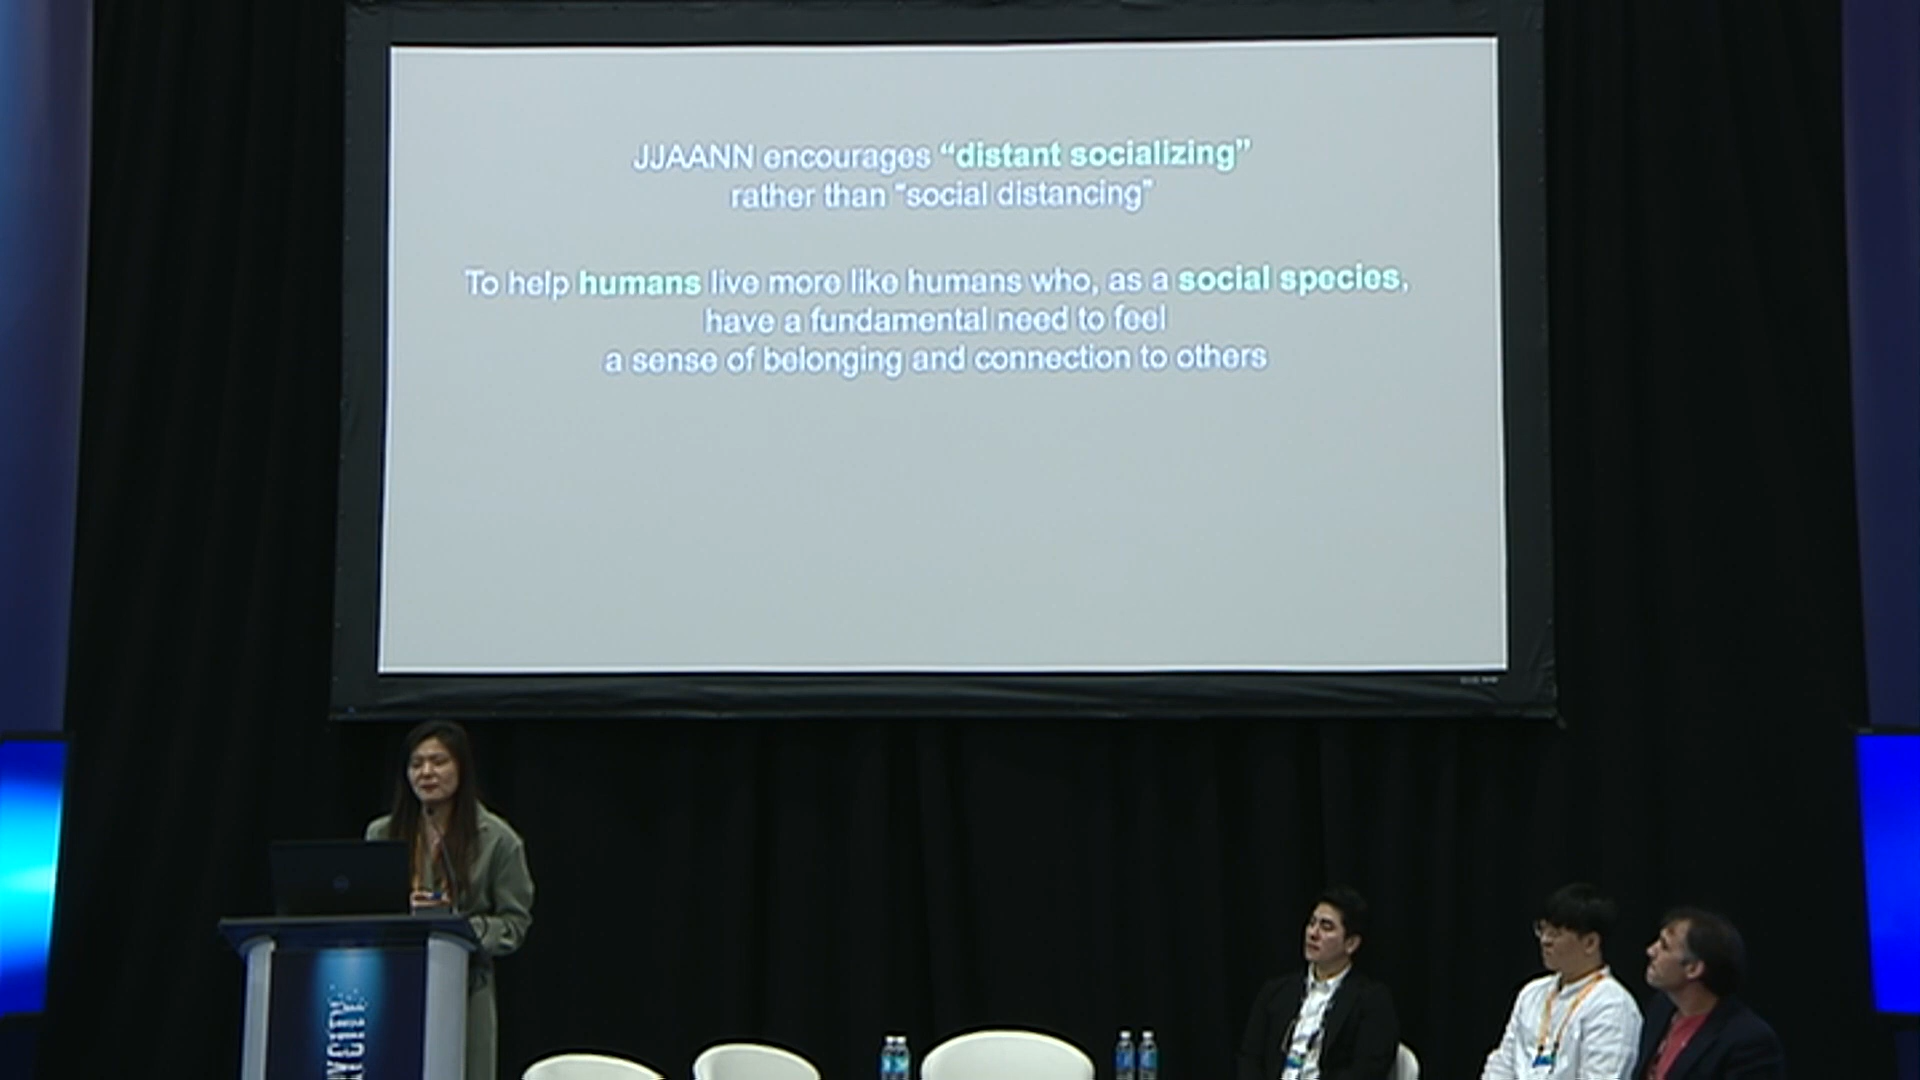 JJAANN encourages “distant socializing”
rather than “social distancing”
To help humans live more like humans who, as a social species,
have a fundamental need to feel
a sense of belonging and connection to others